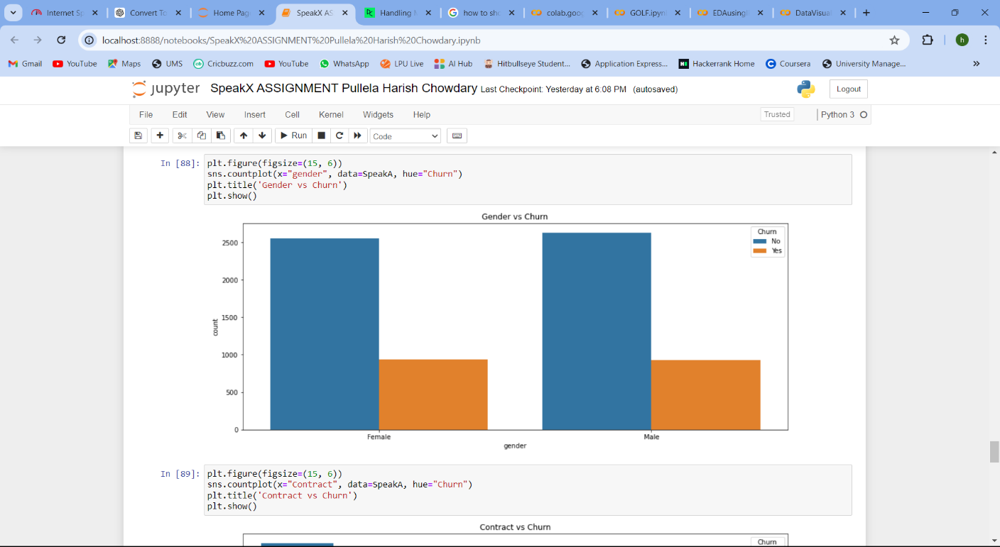 Internet Sp
Convert To
Home Page
SpeakX AS
Handling M
how to sho
colab.goog
GOLF.ipyn
EDAusing
DataVisual
localhost:8888/notebooks/SpeakX%20ASSIGNMENT%20Pullela%20Harish%20Chowdary.ipynb
h
Gmail
YouTube
Maps
UMS
Cricbuzz.com
YouTube
WhatsApp
LPU Live
AI Hub
Hitbullseye Student...
Application Express...
Hackerrank Home
Coursera
University Manage...
jupyter SpeakX ASSIGNMENT Pullela Harish Chowdary Last Checkpoint: Yesterday at 6:08 PM (autosaved)
Logout
File Edit View Insert Cell Kernel Widgets Help
Trusted
Python 3
Run
Code
In [88]:
plt.figure(figsize=(15, 6))
sns.countplot(x="gender", data=SpeakA, hue="Churn")
plt.title('Gender vs Churn')
plt.show()
Gender vs Churn
Churn
No
Yes
2500
2000
1500
1000
500
0
count
Female
Male
gender
In [89]:
plt.figure(figsize=(15, 6))
sns.countplot(x="Contract", data=SpeakA, hue="Churn")
plt.title('Contract vs Churn')
plt.show()
Contract vs Churn
Churn